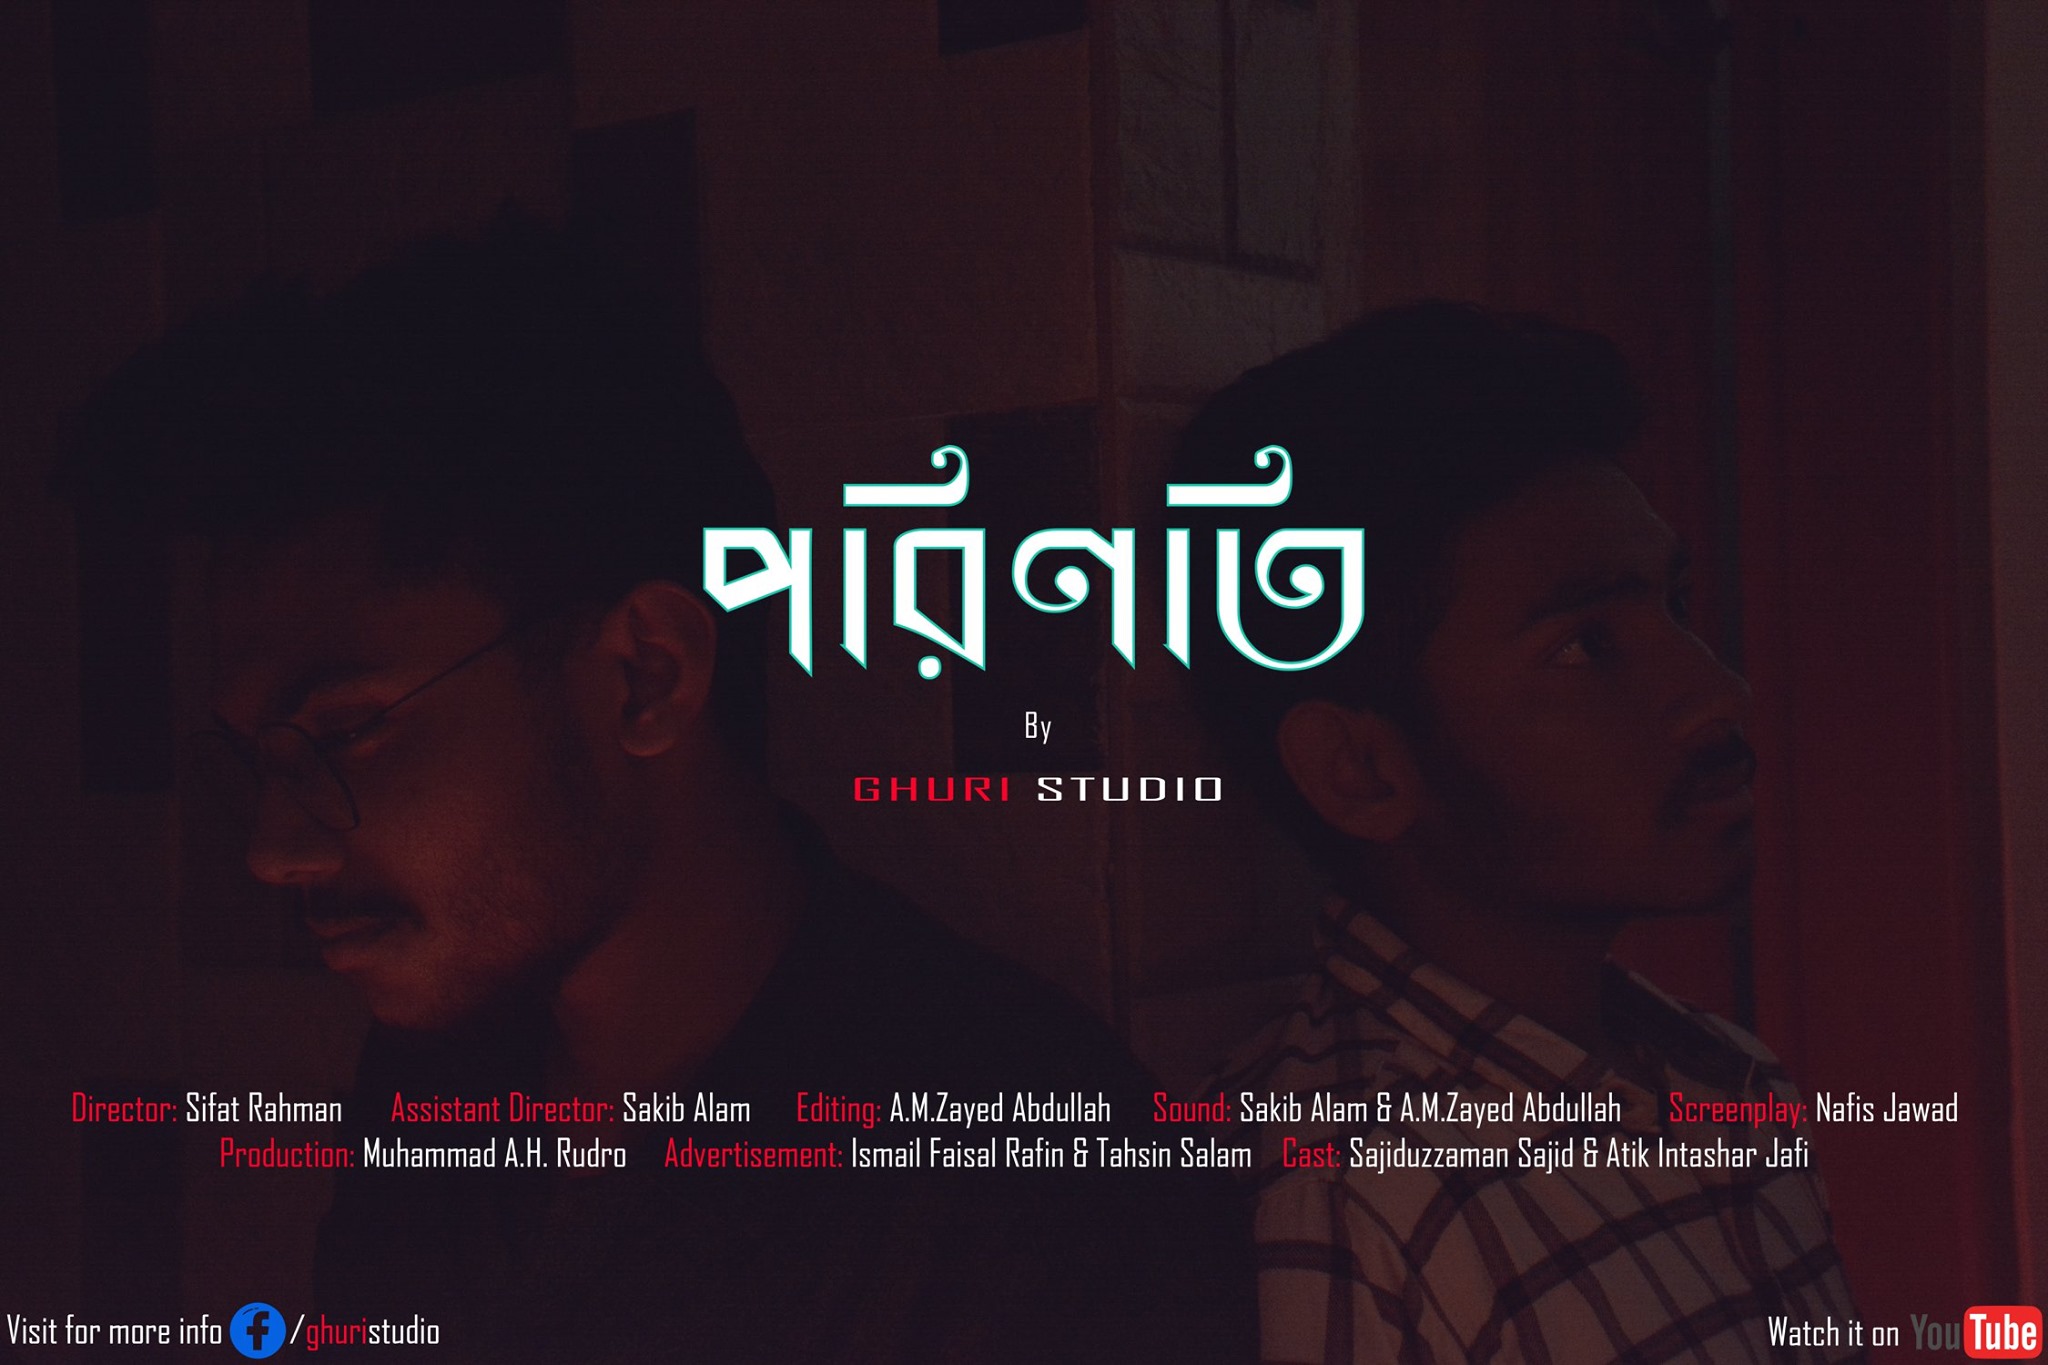 পরিণতি
By
GHURI STUDIO
Director: Sifat Rahman Assistant Director: Sakib Alam Editing: A.M.Zayed Abdullah Sound: Sakib Alam & A.M.Zayed Abdullah Screenplay: Nafis Jawad
Production: Muhammad A.H. Rudro Advertisement: Ismail Faisal Rafin & Tahsin Salam Cast: Sajiduzzaman Sajid & Atik Intashar Jafi
Visit for more info f/ghuristudio
Watch it on YouTube